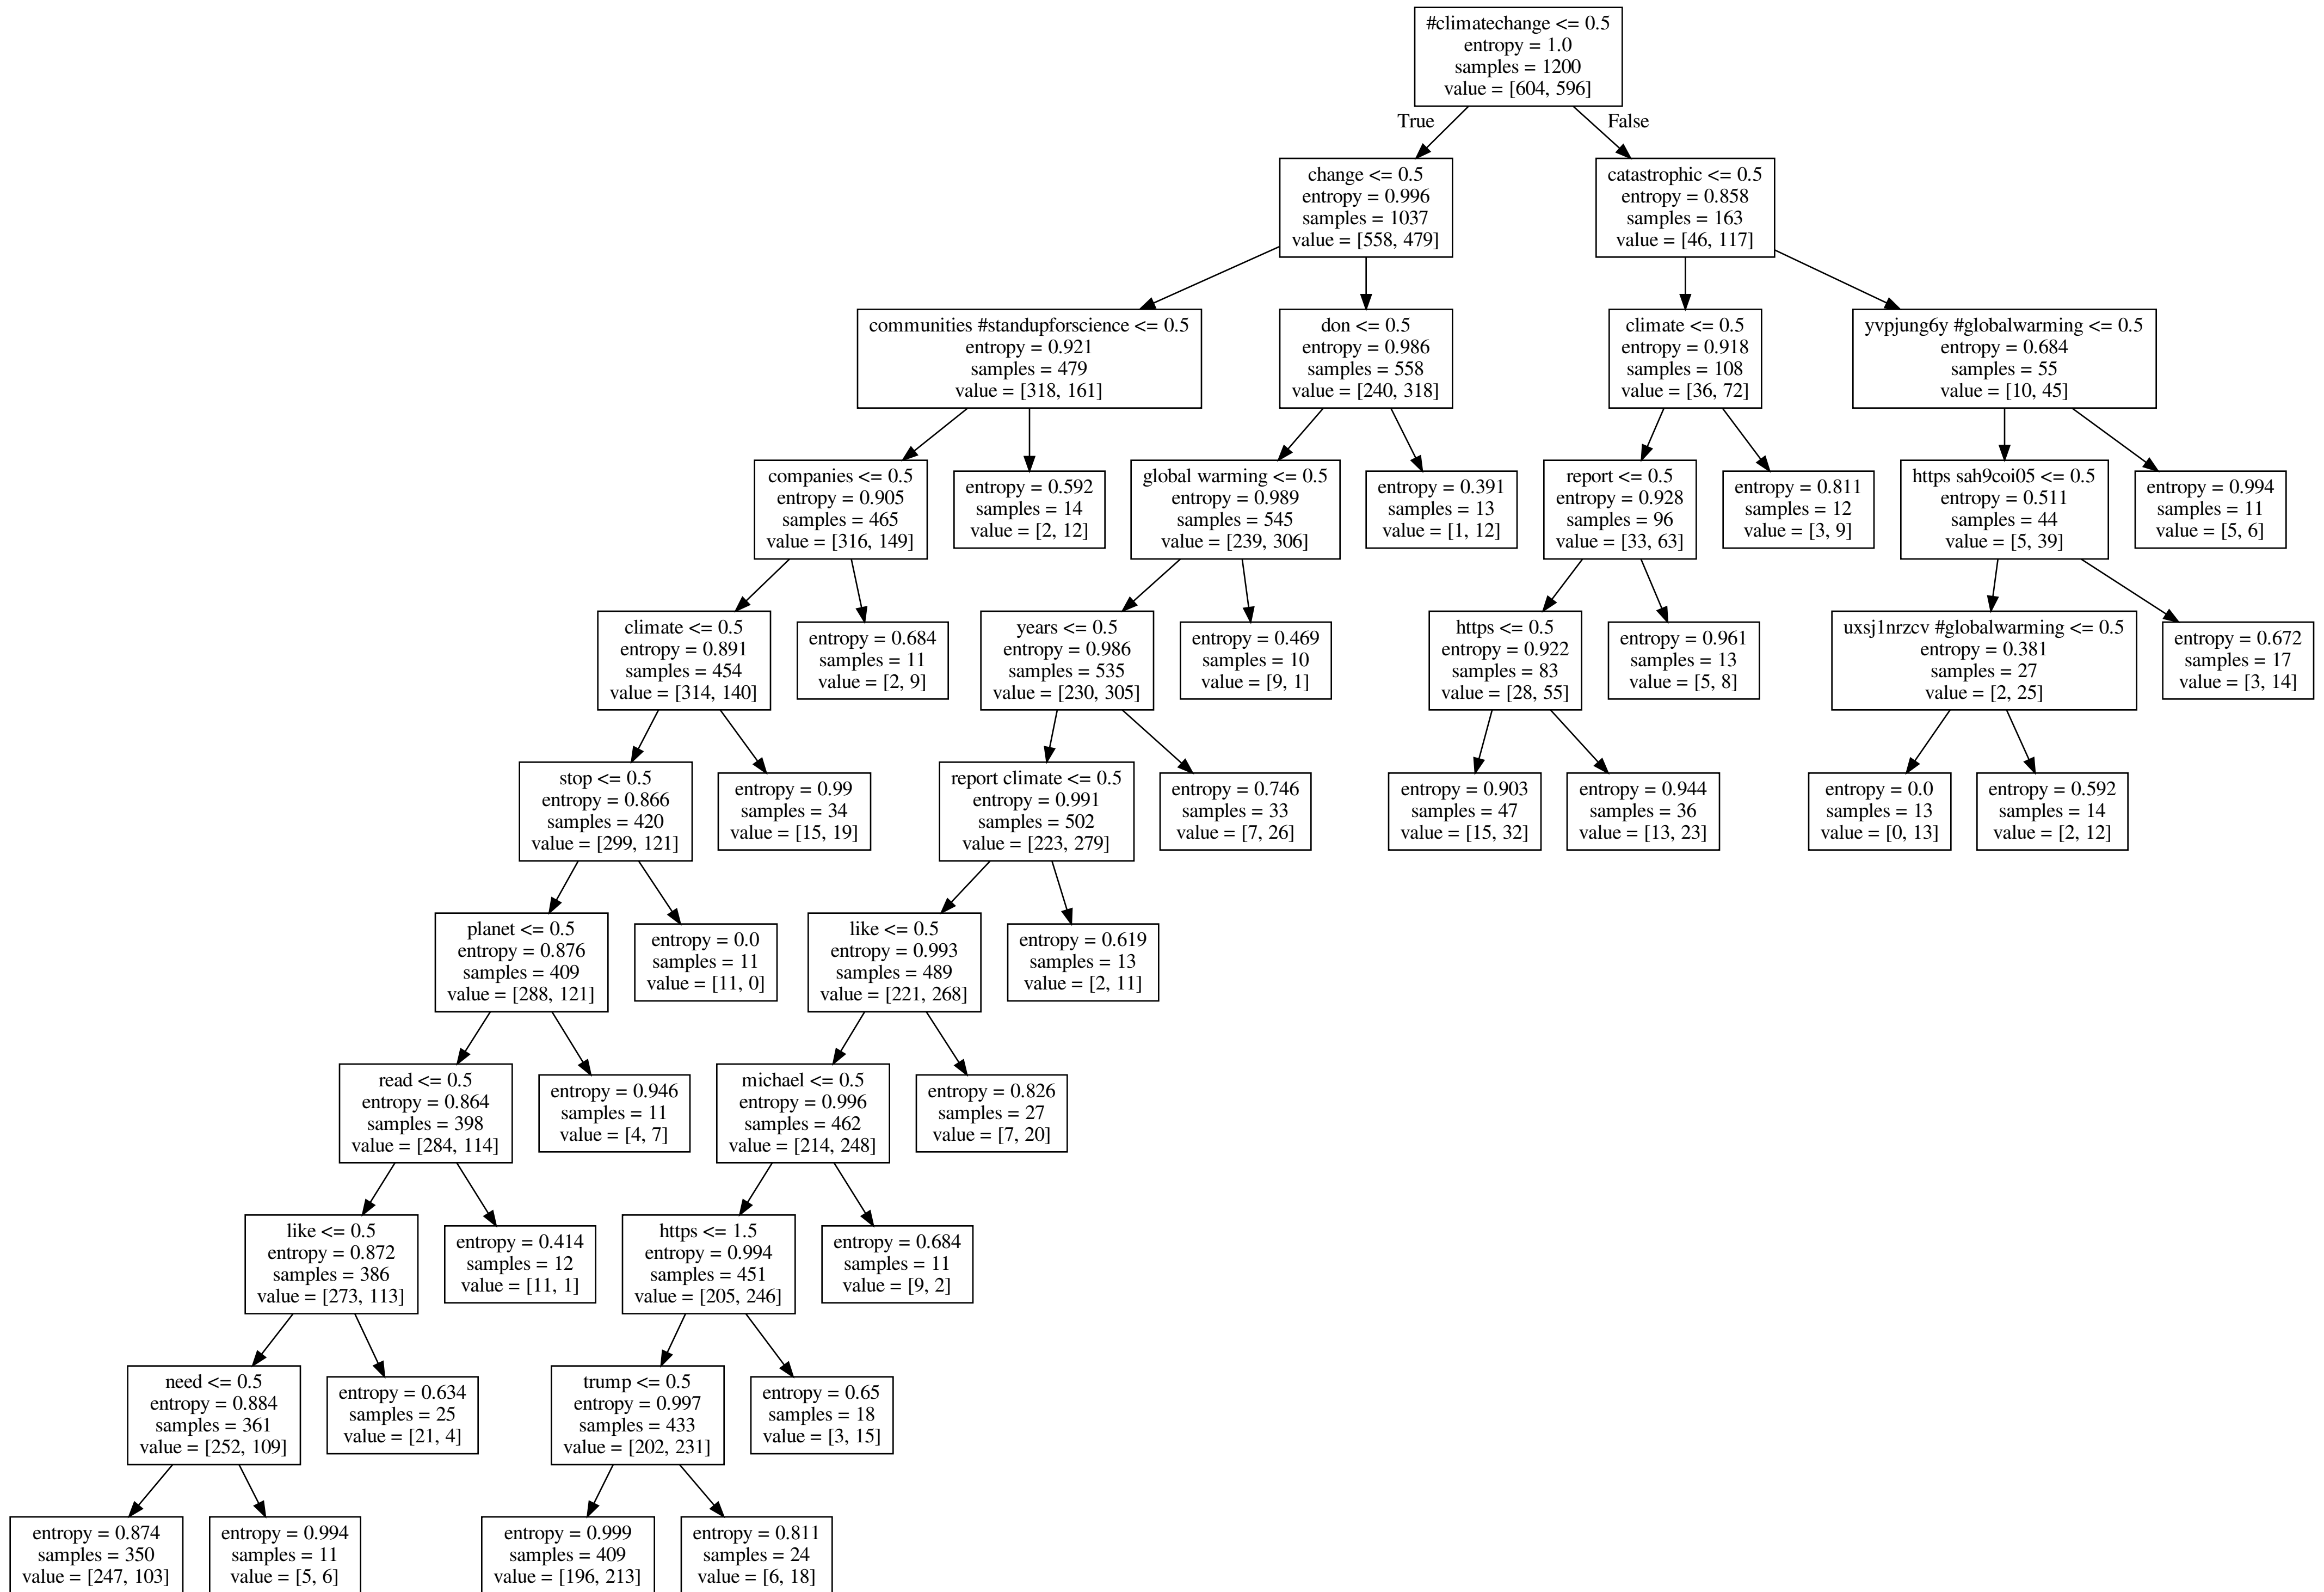 #climatechange <= 0.5
entropy = 1.0
samples = 1200
value = [604, 596]
True
False
change <= 0.5
entropy = 0.996
samples = 1037
value = [558, 479]
catastrophic <= 0.5
entropy = 0.858
samples = 163
value = [46, 117]
communities #standupforscience <= 0.5
entropy = 0.921
samples = 479
value = [318, 161]
don <= 0.5
entropy = 0.986
samples = 558
value = [240, 318]
climate <= 0.5
entropy = 0.918
samples = 108
value = [36, 72]
yvpjung6y #globalwarming <= 0.5
entropy = 0.684
samples = 55
value = [10, 45]
companies <= 0.5
entropy = 0.905
samples = 465
value = [316, 149]
entropy = 0.592
samples = 14
value = [2, 12]
global warming <= 0.5
entropy = 0.989
samples = 545
value = [239, 306]
entropy = 0.391
samples = 13
value = [1, 12]
report <= 0.5
entropy = 0.928
samples = 96
value = [33, 63]
entropy = 0.811
samples = 12
value = [3, 9]
https sah9coi05 <= 0.5
entropy = 0.511
samples = 44
value = [5, 39]
entropy = 0.994
samples = 11
value = [5, 6]
climate <= 0.5
entropy = 0.891
samples = 454
value = [314, 140]
entropy = 0.684
samples = 11
value = [2, 9]
years <= 0.5
entropy = 0.986
samples = 535
value = [230, 305]
entropy = 0.469
samples = 10
value = [9, 1]
https <= 0.5
entropy = 0.922
samples = 83
value = [28, 55]
entropy = 0.961
samples = 13
value = [5, 8]
uxsj1nrzcv #globalwarming <= 0.5
entropy = 0.381
samples = 27
value = [2, 25]
entropy = 0.672
samples = 17
value = [3, 14]
stop <= 0.5
entropy = 0.866
samples = 420
value = [299, 121]
entropy = 0.99
samples = 34
value = [15, 19]
report climate <= 0.5
entropy = 0.991
samples = 502
value = [223, 279]
entropy = 0.746
samples = 33
value = [7, 26]
entropy = 0.903
samples = 47
value = [15, 32]
entropy = 0.944
samples = 36
value = [13, 23]
entropy = 0.0
samples = 13
value = [0, 13]
entropy = 0.592
samples = 14
value = [2, 12]
planet <= 0.5
entropy = 0.876
samples = 409
value = [288, 121]
entropy = 0.0
samples = 11
value = [11, 0]
like <= 0.5
entropy = 0.993
samples = 489
value = [221, 268]
entropy = 0.619
samples = 13
value = [2, 11]
read <= 0.5
entropy = 0.864
samples = 398
value = [284, 114]
entropy = 0.946
samples = 11
value = [4, 7]
michael <= 0.5
entropy = 0.996
samples = 462
value = [214, 248]
entropy = 0.826
samples = 27
value = [7, 20]
like <= 0.5
entropy = 0.872
samples = 386
value = [273, 113]
entropy = 0.414
samples = 12
value = [11, 1]
https <= 1.5
entropy = 0.994
samples = 451
value = [205, 246]
entropy = 0.684
samples = 11
value = [9, 2]
need <= 0.5
entropy = 0.884
samples = 361
value = [252, 109]
entropy = 0.634
samples = 25
value = [21, 4]
trump <= 0.5
entropy = 0.997
samples = 433
value = [202, 231]
entropy = 0.65
samples = 18
value = [3, 15]
entropy = 0.874
samples = 350
value = [247, 103]
entropy = 0.994
samples = 11
value = [5, 6]
entropy = 0.999
samples = 409
value = [196, 213]
entropy = 0.811
samples = 24
value = [6, 18]